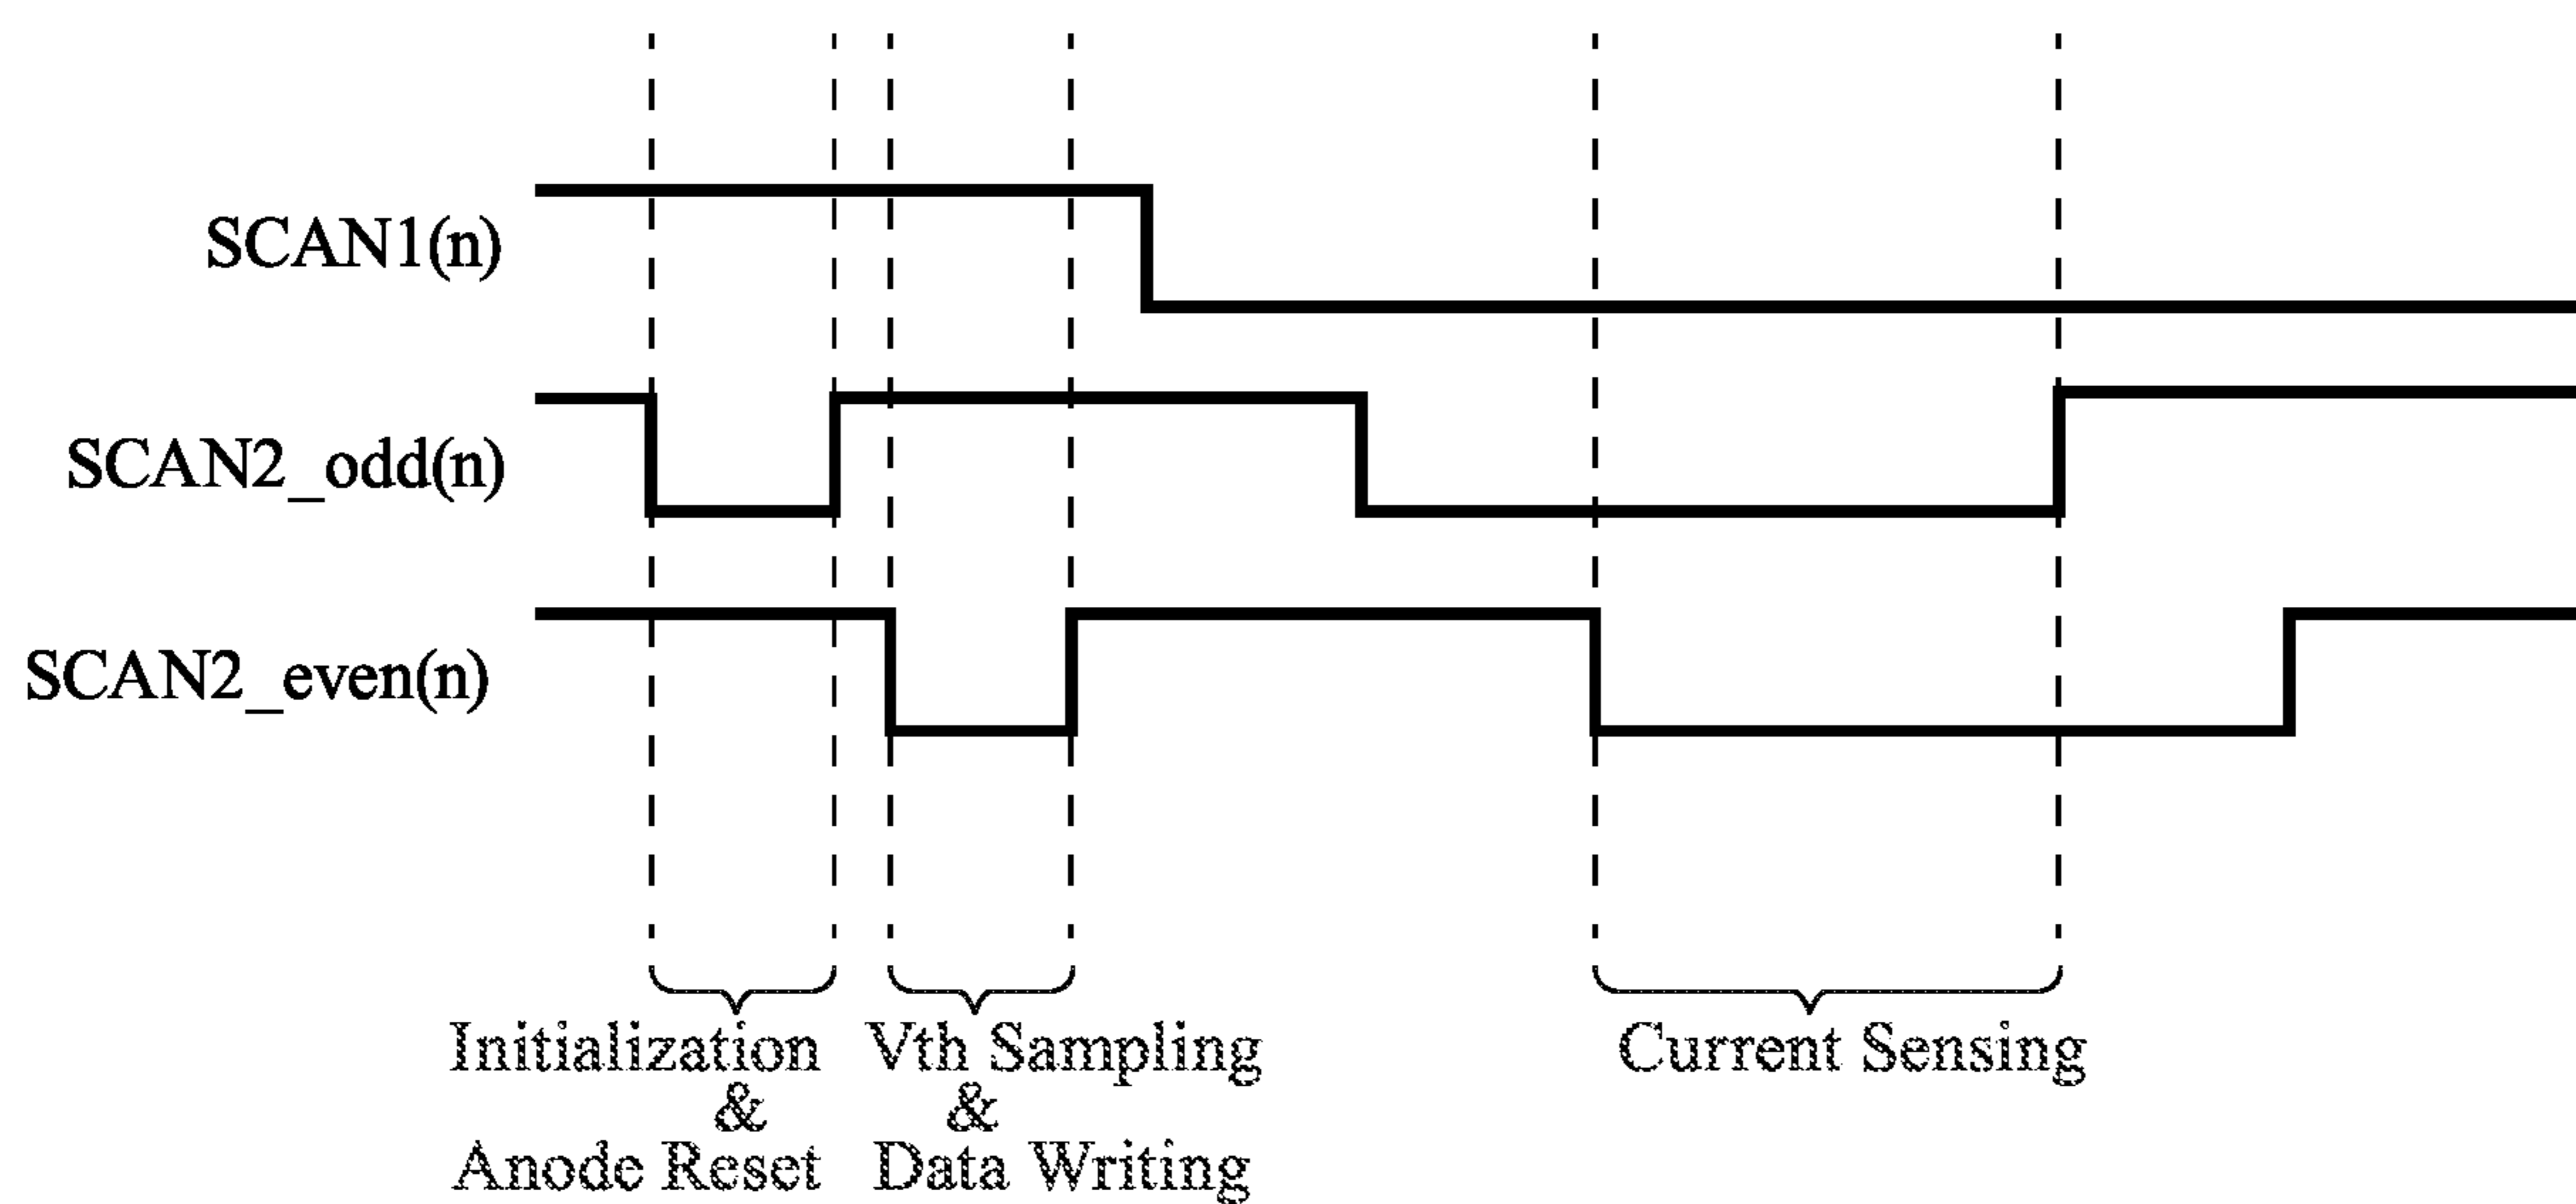 SCAN1(n)
SCAN2_odd(n)
SCAN2_even(n)
Initialization
&
Anode Reset
Vth Sampling
&
Data Writing
Current Sensing